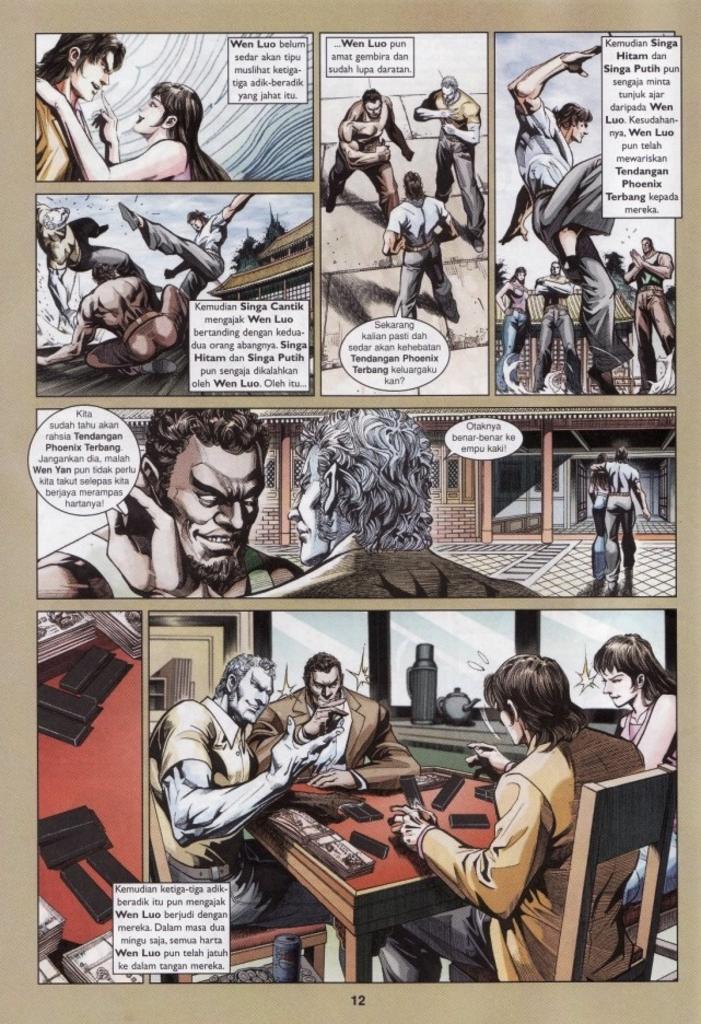 Wen Luo belum
sedar akan tipu
muslihat ketiga-
tiga adik-beradik
yang jahat itu.
Kemudian Singa Cantik
mengajak Wen Luo
bertanding dengan kedua-
dua orang abangnya. Singa
Hitam dan Singa Putih
pun sengaja dikalahkan
oleh Wen Luo. Oleh itu...
...Wen Luo pun
amat gembira dan
sudah lupa daratan.
Sekarang
kalian pasti dah
sedar akan kehebatan
Tendangan Phoenix
Terbang keluargaku
kan?
Kemudian Singa
Hitam dan
Singa Putih pun
sengaja minta
tunjuk ajar
daripada Wen
Luo. Kesudahan-
nya, Wen Luo
pun telah
mewariskan
Tendangan
Phoenix
Terbang kepada
mereka.
Kita
sudah tahu akan
rahsia Tendangan
Phoenix Terbang.
Jangankan dia, malah
Wen Yan pun tidak perlu
kita takut selepas kita
berjaya merampas
hartanya!
Otaknya
benar-benar ke
empu kaki!
Kemudian ketiga-tiga adik-
beradik itu pun mengajak
Wen Luo berjudi dengan
mereka. Dalam masa dua
mingu saja, semua harta
Wen Luo pun telah jatuh
ke dalam tangan mereka.
12